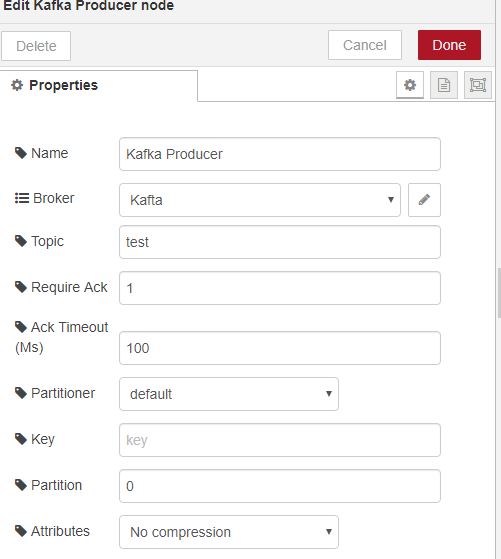 Edit Kafka Producer node
Delete
Cancel
Done
Properties
Name
Kafka Producer
Broker
Kafta
Topic
test
Require Ack
1
Ack Timeout
(Ms)
100
Partitioner
default
Key
key
Partition
0
Attributes
No compression